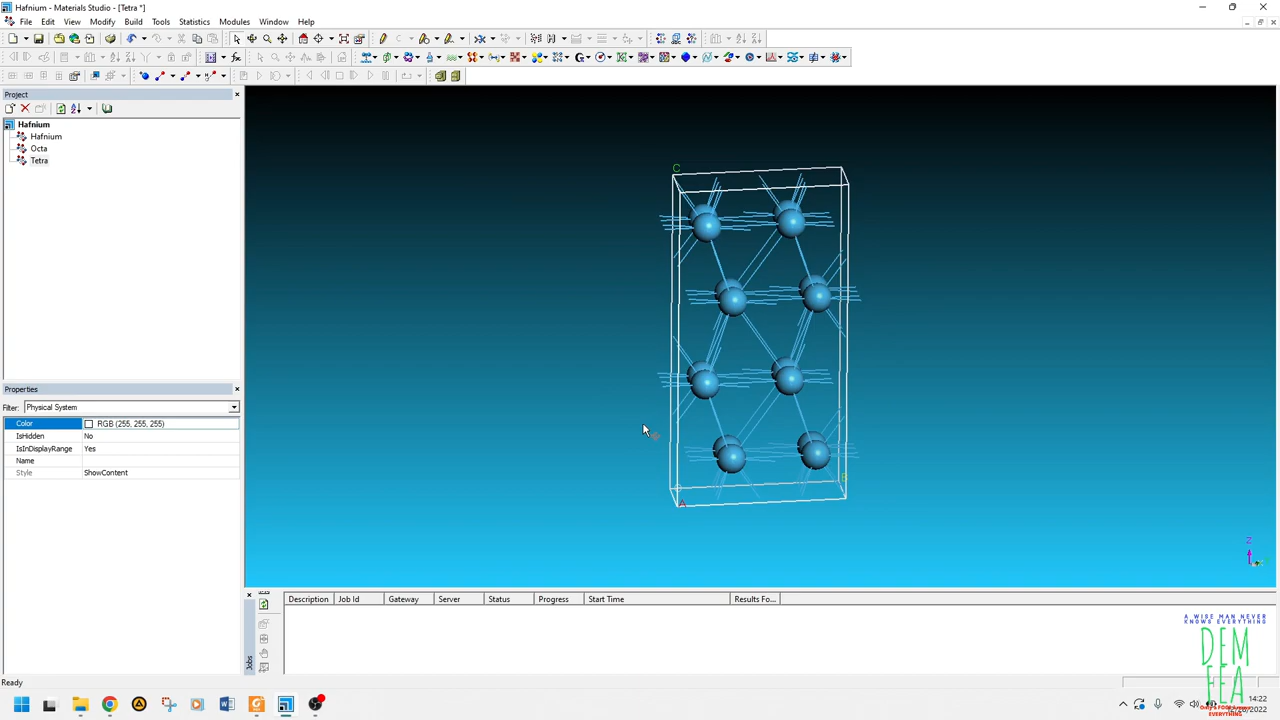 Hafnium - Materials Studio - [Tetra *]
File Edit View Modify Build Tools Statistics Modules Window Help
Project
Hafnium
Hafnium
Octa
Tetra
Properties
Filter: Physical System
Color RGB (255, 255, 255)
IsHidden No
IsInDisplayRange Yes
Name
Style ShowContent
C
B
O
A
Z
Description Job Id Gateway Server Status Progress Start Time Results Fo...
Jobs
A WISE MAN NEVER
KNOWS EVERYTHING
DEM
FEA
EVERYTHING
Ready
14:22